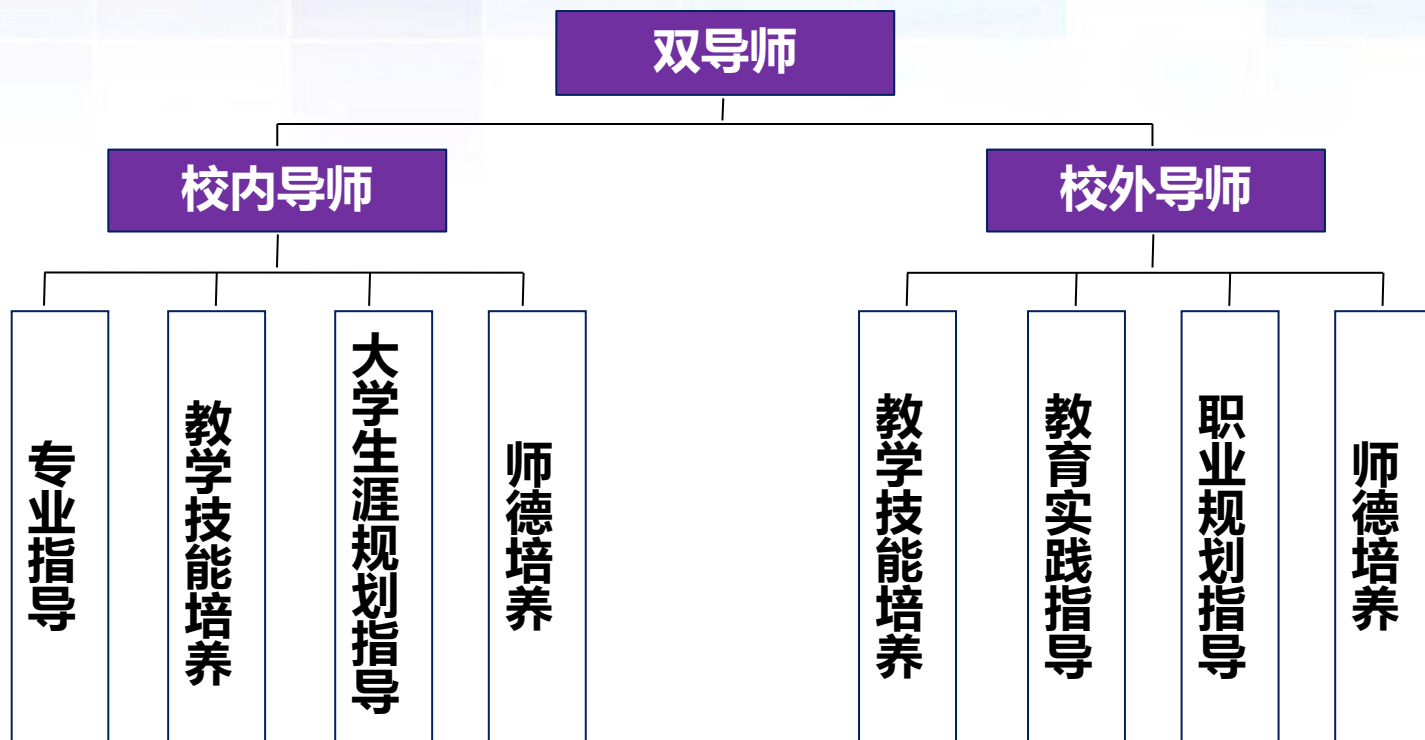 双导师
校内导师
校外导师
专业指导
教学技能培养
大学生涯规划指导
师德培养
教学技能培养
教育实践指导
职业规划指导
师德培养